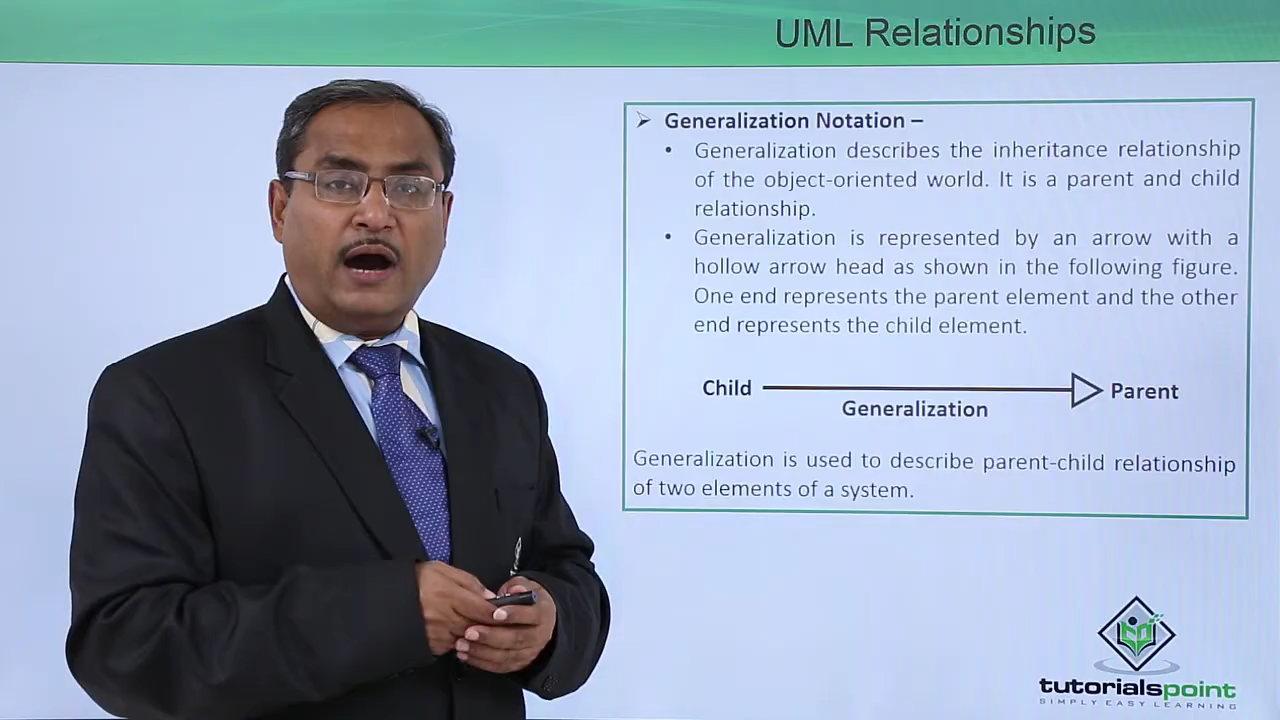 UML Relationships
➢ Generalization Notation –
• Generalization describes the inheritance relationship
of the object-oriented world. It is a parent and child
relationship.
• Generalization is represented by an arrow with a
hollow arrow head as shown in the following figure.
One end represents the parent element and the other
end represents the child element.
Child
Parent
Generalization
Generalization is used to describe parent-child relationship
of two elements of a system.
tutorialspoint
SIMPLY EASY LEARNING